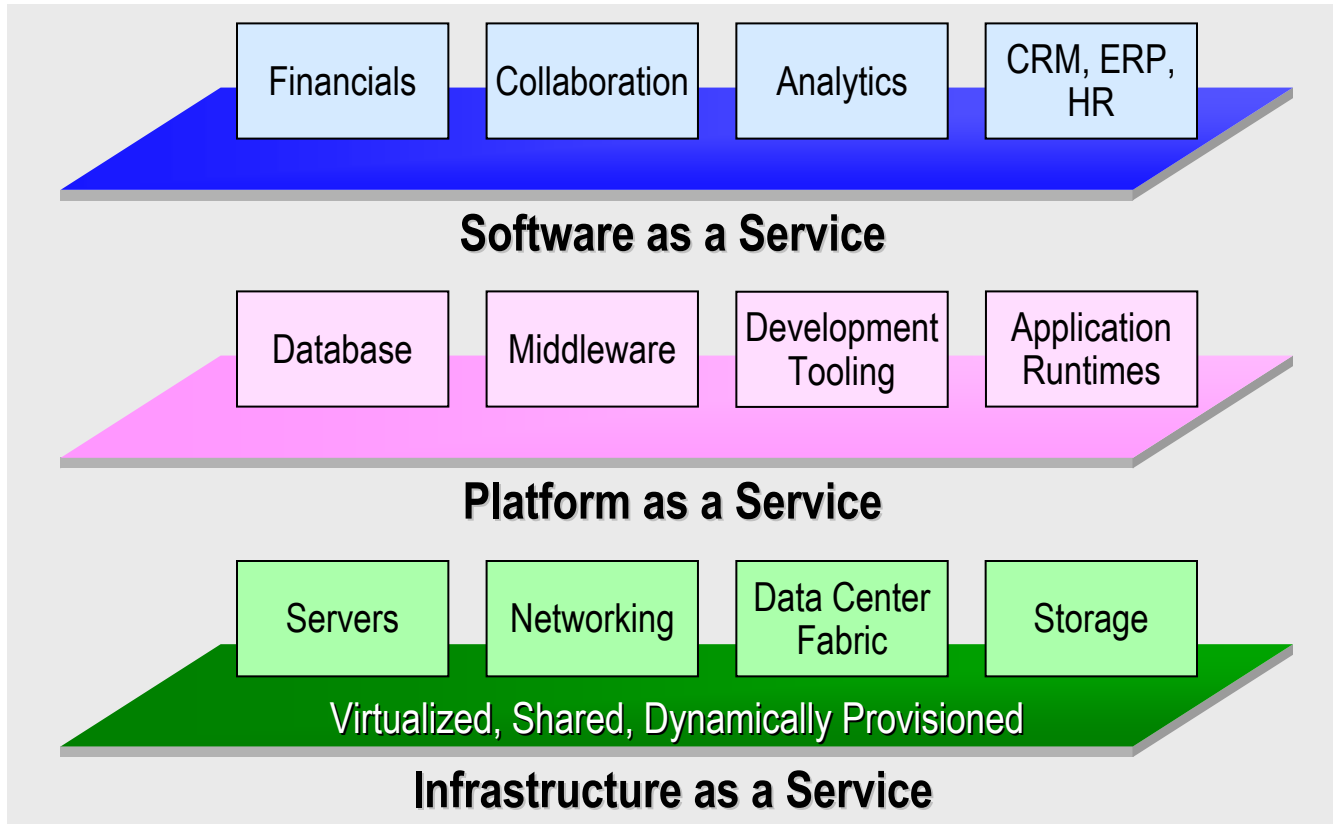 Financials
Collaboration
Analytics
CRM, ERP,
HR
Software as a Service
Database
Middleware
Development
Tooling
Application
Runtimes
Platform as a Service
Servers
Networking
Data Center
Fabric
Storage
Virtualized, Shared, Dynamically Provisioned
Infrastructure as a Service